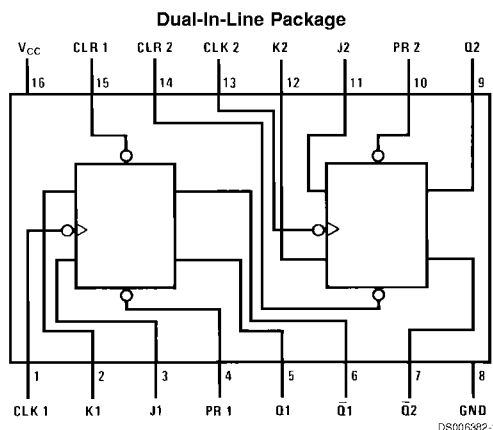 Dual-In-Line Package
VCC CLR 1 CLR 2 CLK 2 K2 J2 PR 2 Q2
16 15 14 13 12 11 10 9
1 2 3 4 5 6 7 8
CLK 1 K1 J1 PR 1 Q1 Q̅1 Q̅2 GND